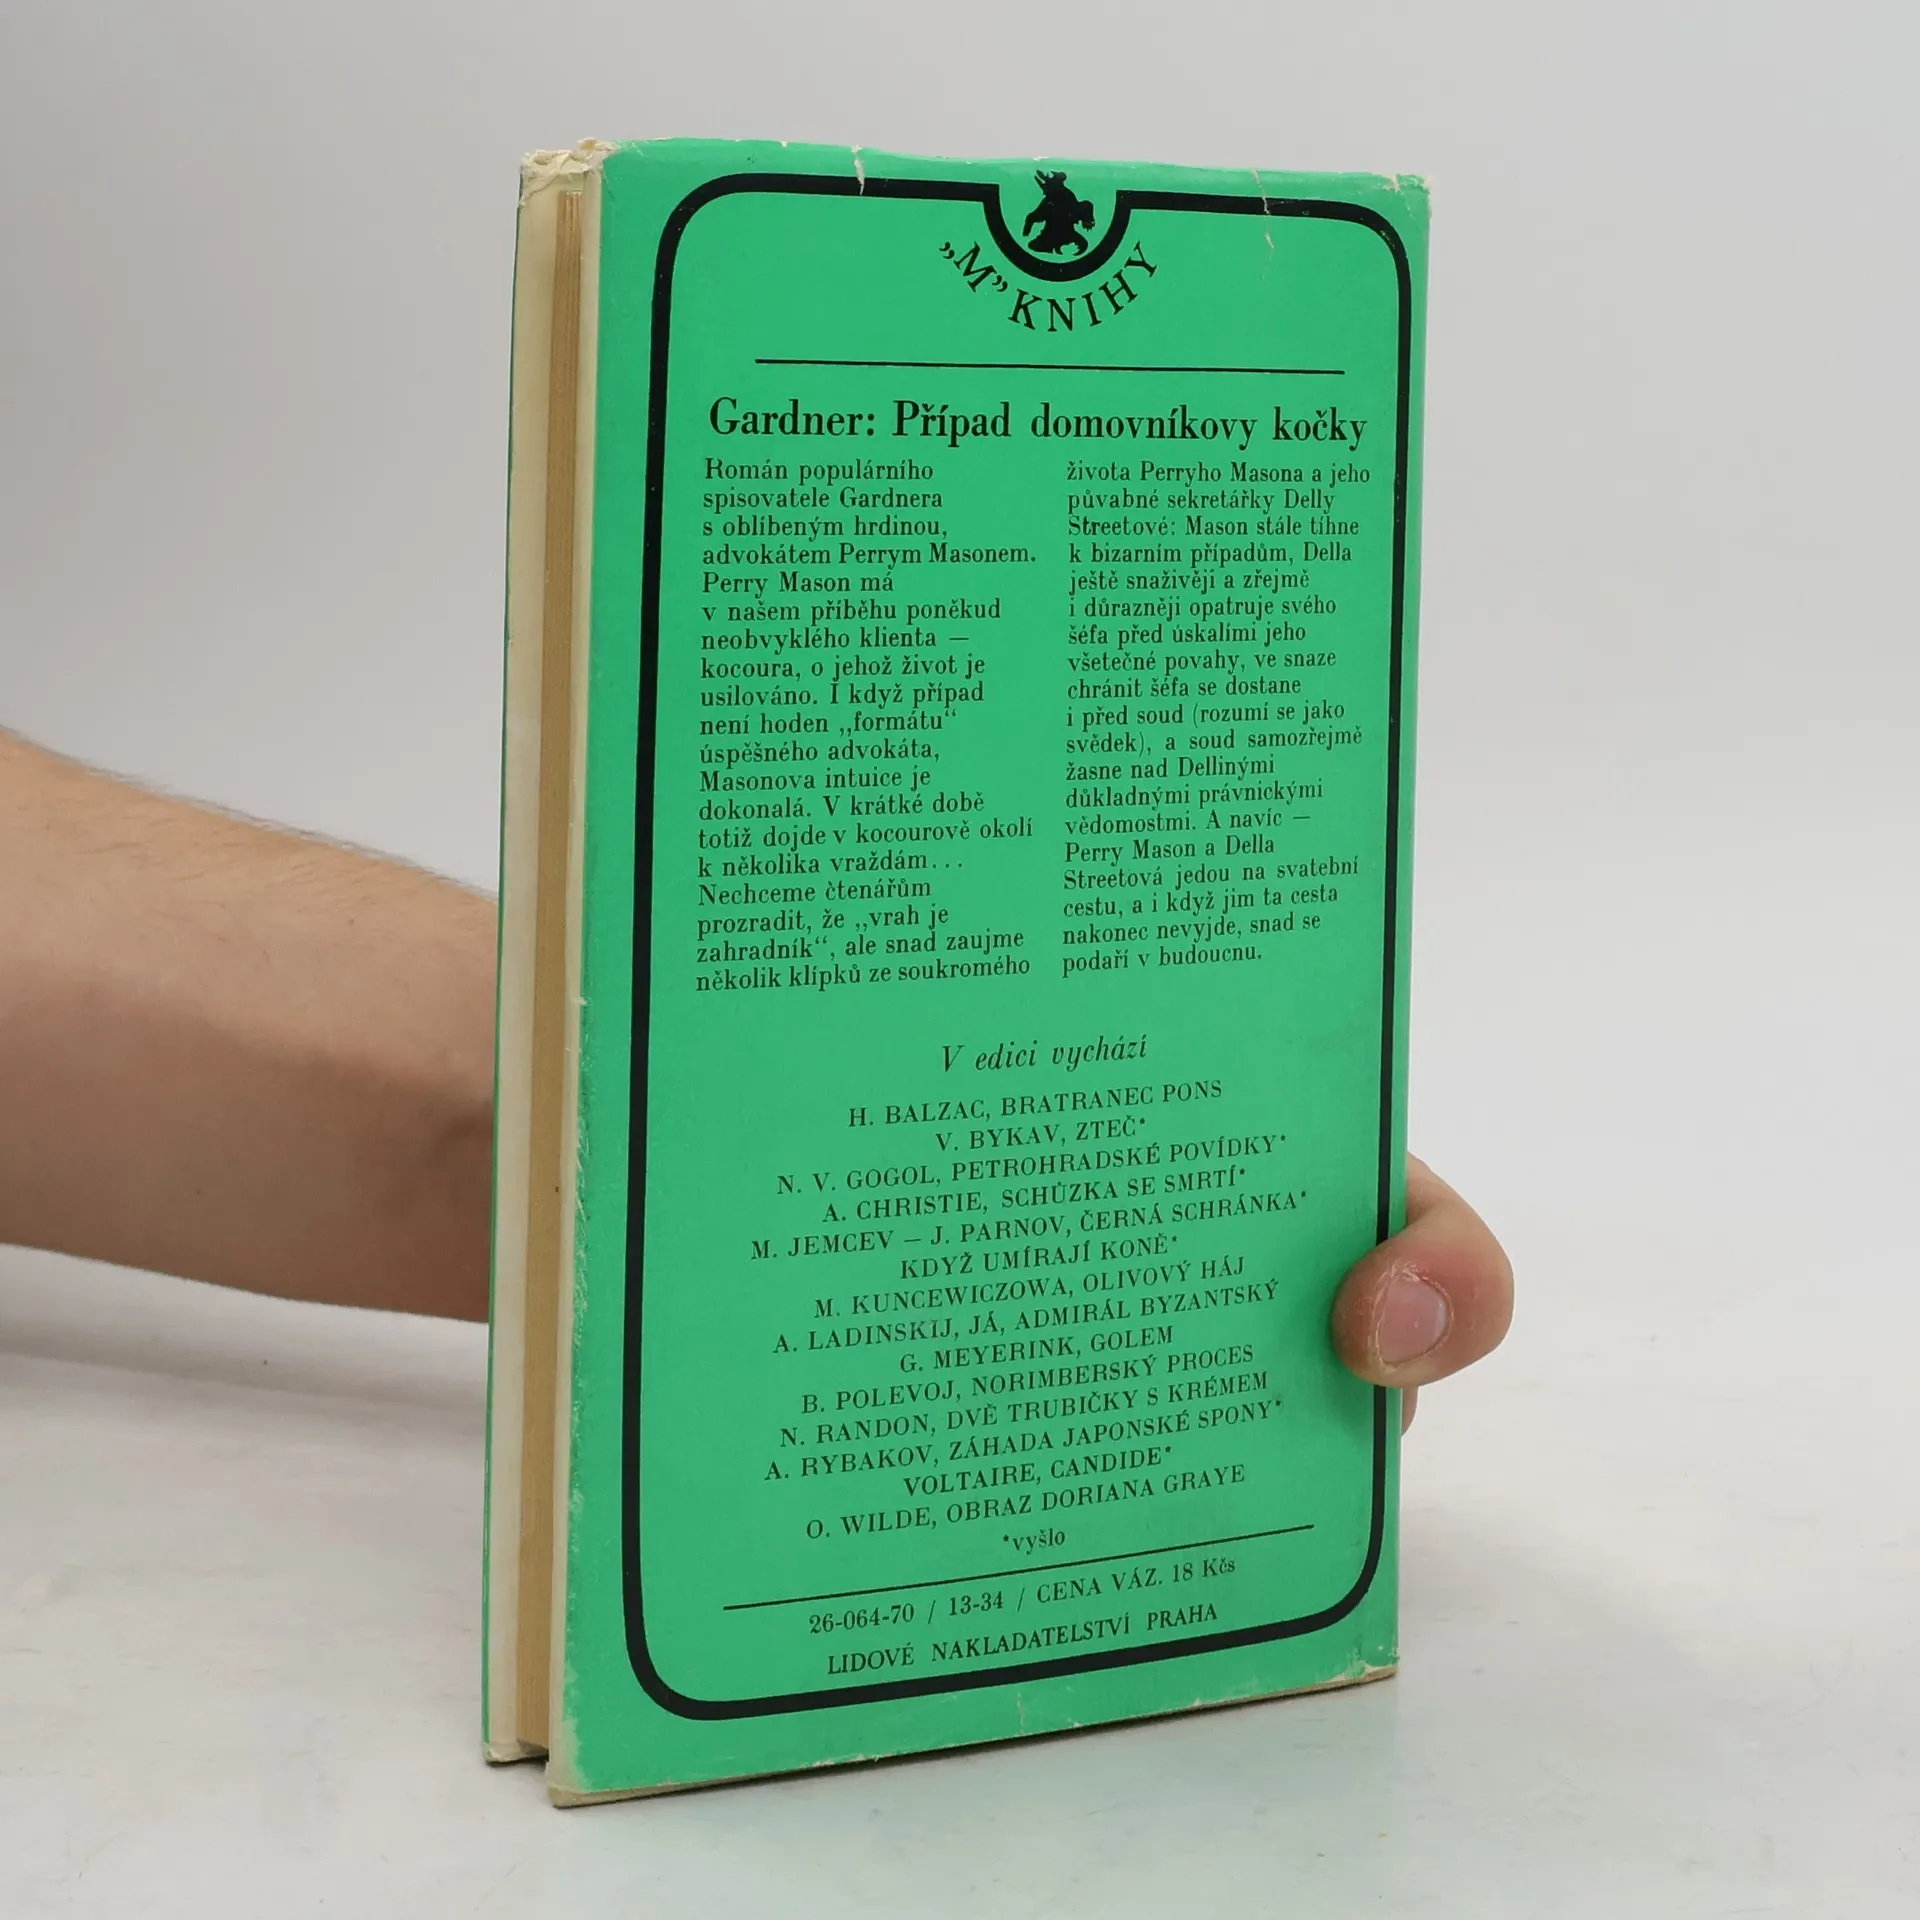 „M” KNIHY
Gardner: Případ domovníkovy kočky
Román populárního
spisovatele Gardnera
s oblíbeným hrdinou,
advokátem Perrym Masonem.
Perry Mason má
v našem příběhu poněkud
neobvyklého klienta —
kocoura, o jehož život je
usilováno. I když případ
není hoden „formátu“
úspěšného advokáta,
Masonova intuice je
dokonalá. V krátké době
totiž dojde v kocourově okolí
k několika vraždám...
Nechceme čtenářům
prozradit, že „vrah je
zahradník“, ale snad zaujme
několik klípků ze soukromého
života Perryho Masona a jeho
půvabné sekretářky Delly
Streetové: Mason stále tíhne
k bizarním případům, Della
ještě snaživěji a zřejmě
i důrazněji opatruje svého
šéfa před úskalími jeho
všetečné povahy, ve snaze
chránit šéfa se dostane
i před soud (rozumí se jako
svědek), a soud samozřejmě
žasne nad Dellinými
důkladnými právnickými
vědomostmi. A navíc —
Perry Mason a Della
Streetová jedou na svatební
cestu, a i když jim ta cesta
nakonec nevyjde, snad se
podaří v budoucnu.
V edici vychází
H. BALZAC, BRATRANEC PONS
V. BYKAV, ZTEČ*
N. V. GOGOL, PETROHRADSKÉ POVÍDKY*
A. CHRISTIE, SCHŮZKA SE SMRTÍ*
M. JEMCEV — J. PARNOV, ČERNÁ SCHRÁNKA*
KDYŽ UMÍRAJÍ KONĚ*
M. KUNCEWICZOWA, OLIVOVÝ HÁJ
A. LADINSKIJ, JÁ, ADMIRÁL BYZANTSKÝ
G. MEYERINK, GOLEM
B. POLEVOJ, NORIMBERSKÝ PROCES
N. RANDON, DVĚ TRUBIČKY S KRÉMEM
A. RYBAKOV, ZÁHADA JAPONSKÉ SPONY*
VOLTAIRE, CANDIDE*
O. WILDE, OBRAZ DORIANA GRAYE
*vyšlo
26-064-70 / 13-34 / CENA VÁZ. 18 Kčs
LIDOVÉ NAKLADATELSTVÍ PRAHA